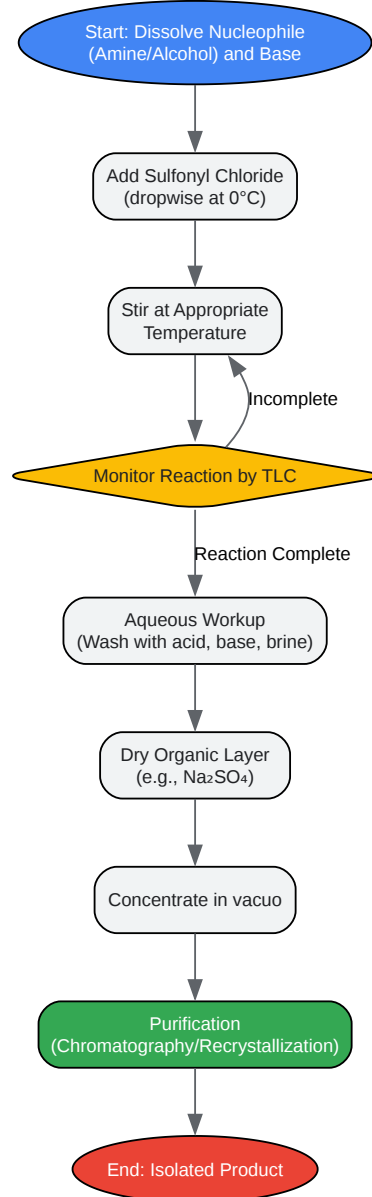 Start: Dissolve Nucleophile
(Amine/Alcohol) and Base
Add Sulfonyl Chloride
(dropwise at 0°C)
Stir at Appropriate
Temperature
Incomplete
Monitor Reaction by TLC
Reaction Complete
Aqueous Workup
(Wash with acid, base, brine)
Dry Organic Layer
(e.g., Na₂SO₄)
Concentrate in vacuo
Purification
(Chromatography/Recrystallization)
End: Isolated Product